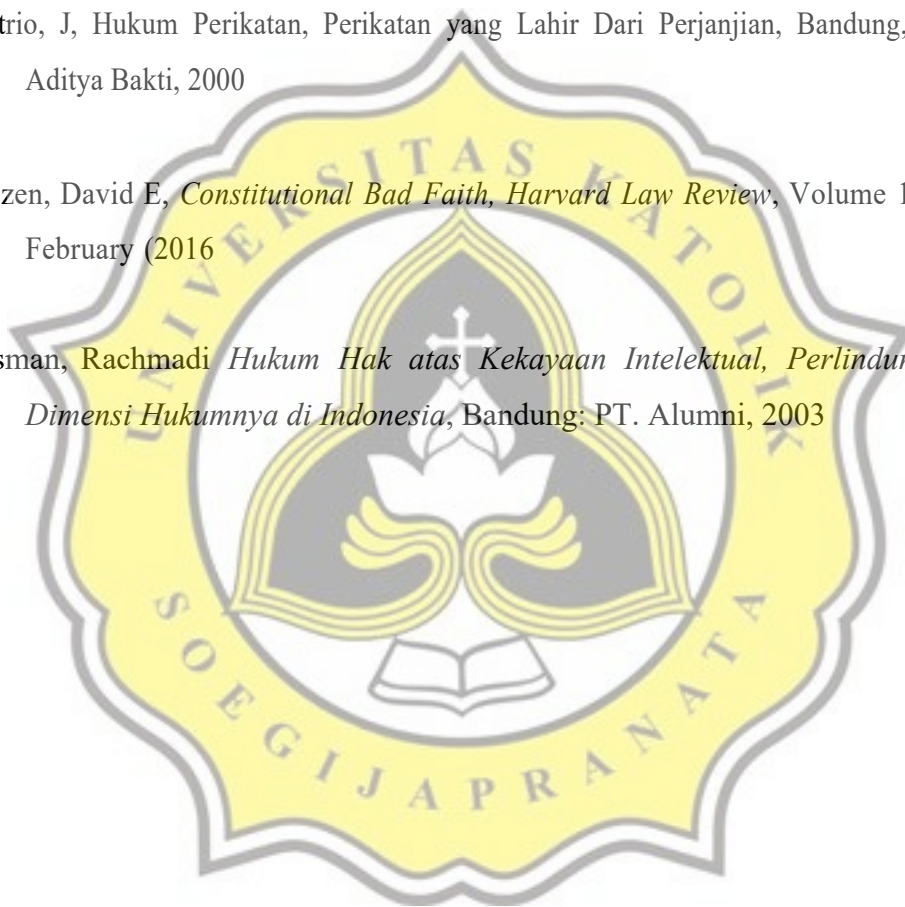 trio, J, Hukum Perikatan, Perikatan yang Lahir Dari Perjanjian, Bandung,
Aditya Bakti, 2000
zen, David E, Constitutional Bad Faith, Harvard Law Review, Volume 1
February (2016
sman, Rachmadi Hukum Hak atas Kekayaan Intelektual, Perlindun
Dimensi Hukumnya di Indonesia, Bandung: PT. Alumni, 2003
UNIVERSITAS KATOLIK
SOEGIJAPRANATA